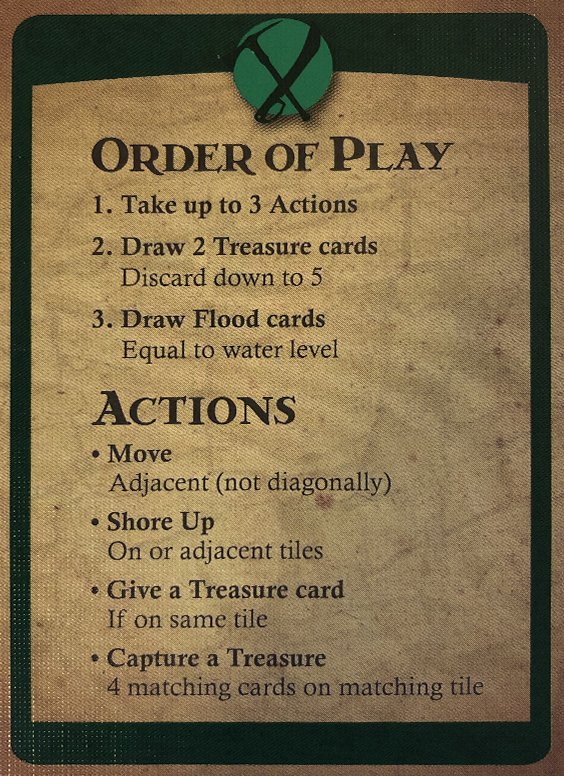 ORDER OF PLAY
1. Take up to 3 Actions
2. Draw 2 Treasure cards
Discard down to 5
3. Draw Flood cards
Equal to water level
ACTIONS
• Move
Adjacent (not diagonally)
• Shore Up
On or adjacent tiles
• Give a Treasure card
If on same tile
• Capture a Treasure
4 matching cards on matching tile